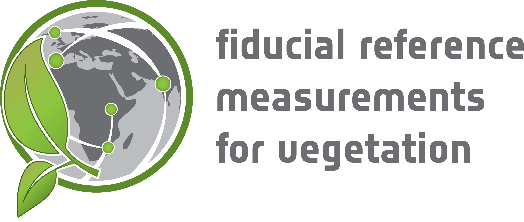 fiducial reference
measurements
for vegetation